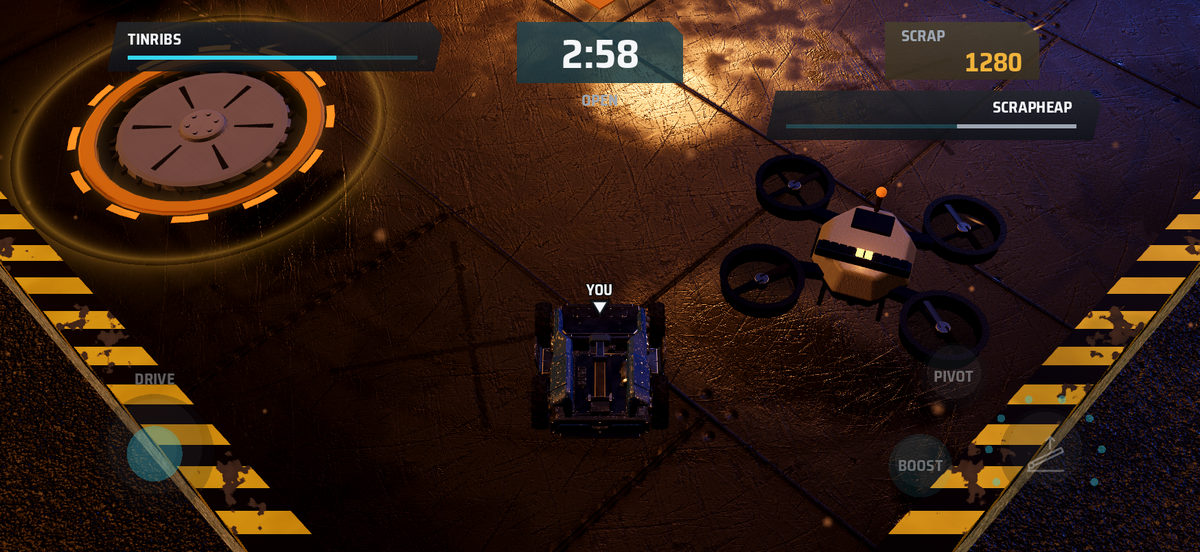 TINRIBS
2:58
OPEN
SCRAP
1280
SCRAPHEAP
YOU
DRIVE
PIVOT
BOOST